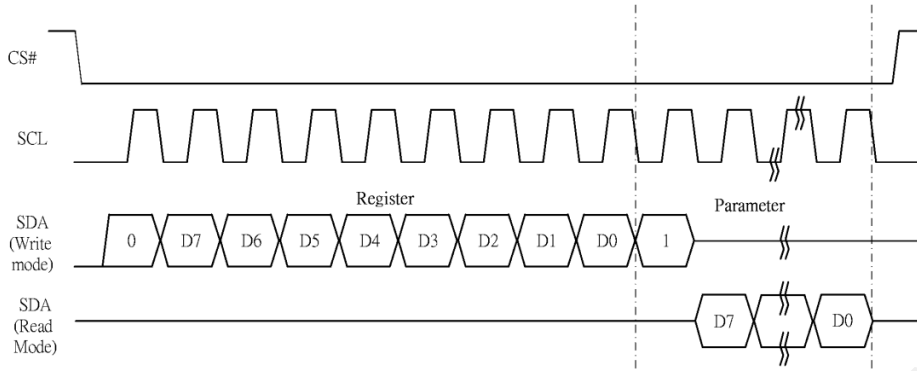 CS#
SCL
Register
Parameter
SDA
(Write
mode)
0 D7 D6 D5 D4 D3 D2 D1 D0 1
SDA
(Read
Mode)
D7 D0